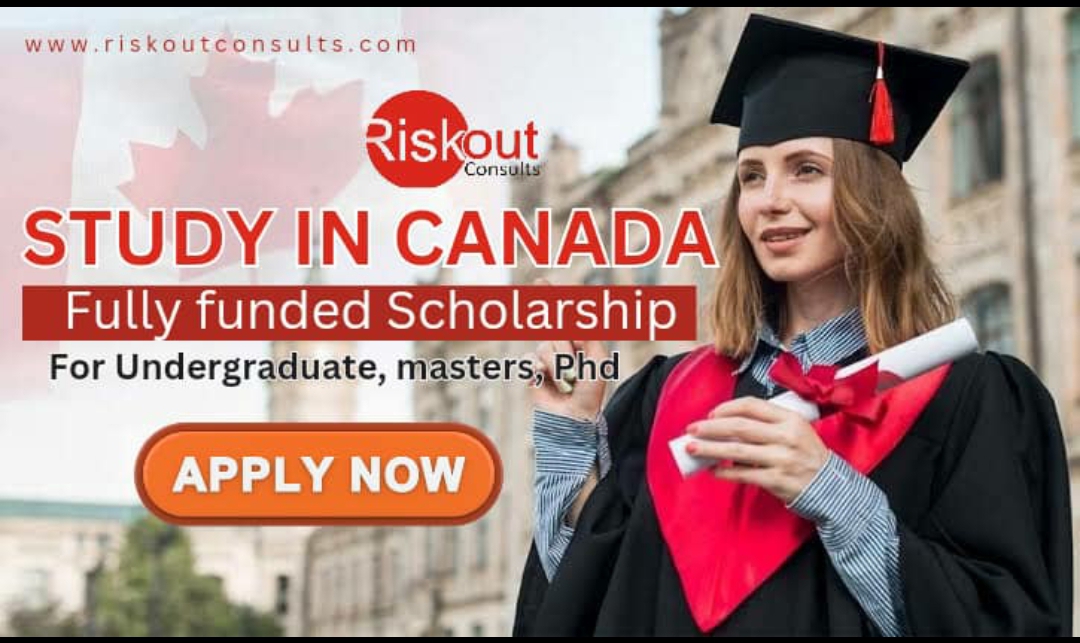 www.riskoutconsults.com
Riskout
Consults
STUDY IN CANADA
Fully funded Scholarship
For Undergraduate, masters, Phd
APPLY NOW